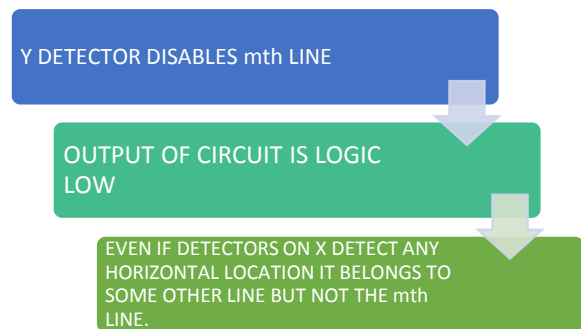 Y DETECTOR DISABLES mth LINE
OUTPUT OF CIRCUIT IS LOGIC
LOW
EVEN IF DETECTORS ON X DETECT ANY
HORIZONTAL LOCATION IT BELONGS TO
SOME OTHER LINE BUT NOT THE mth
LINE.